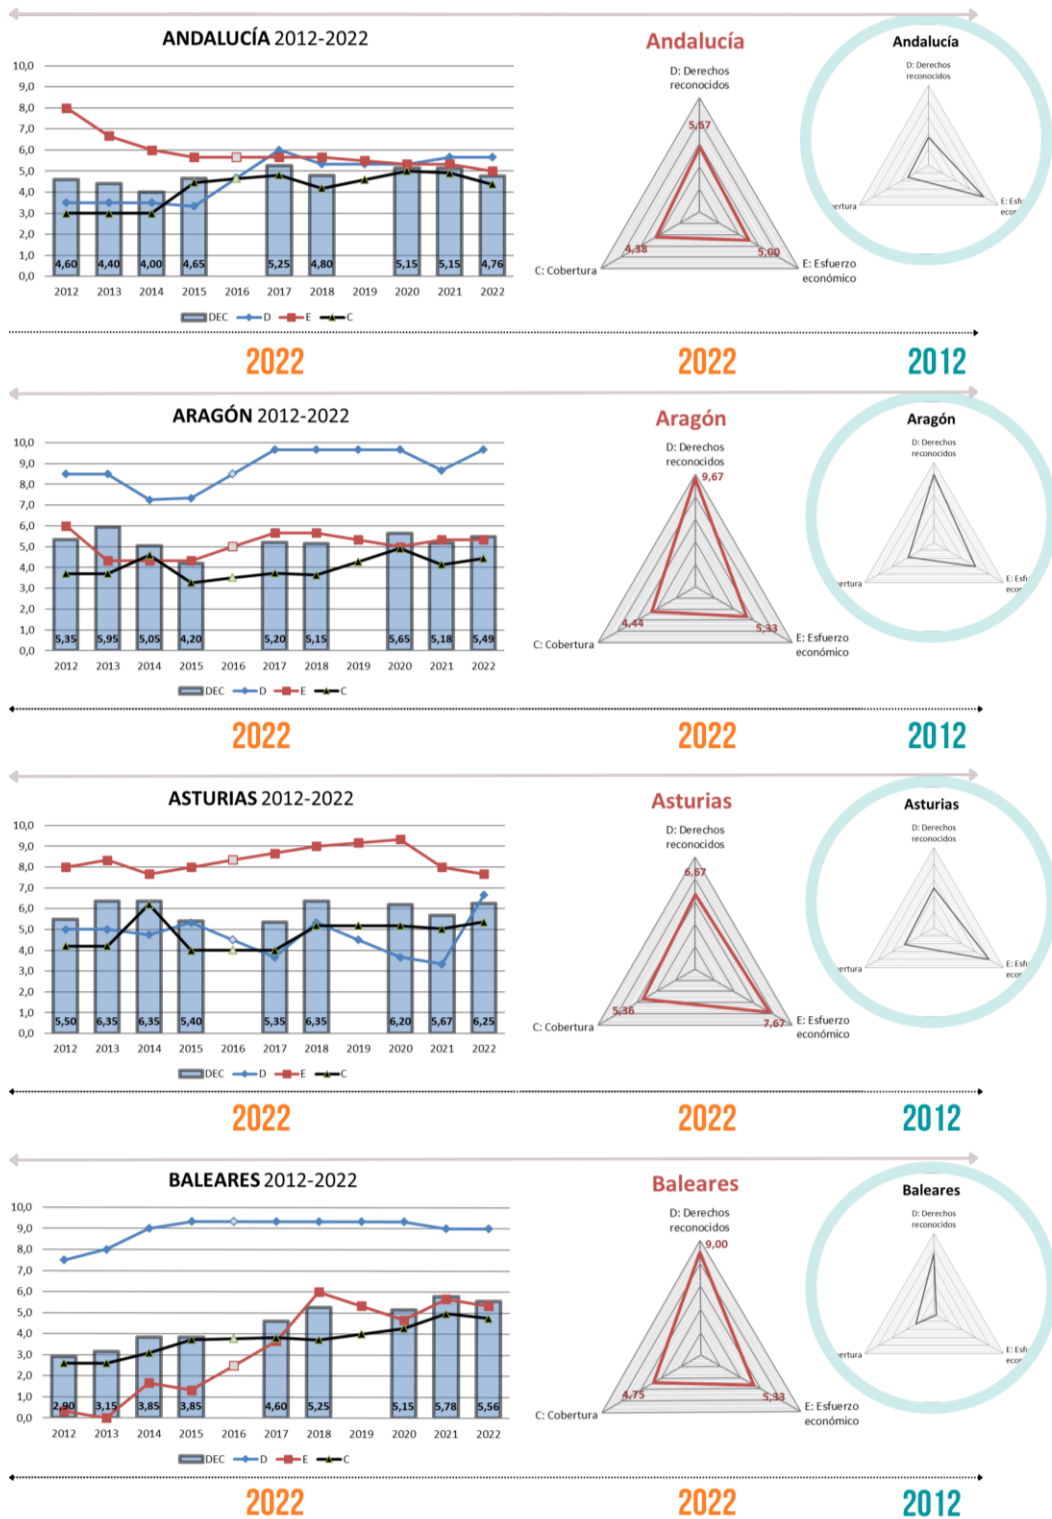 ANDALUCÍA 2012-2022
10,0
9,0
8,0
7,0
6,0
5,0
4,0
3,0
2,0
1,0
0,0
4,60 4,40 4,00 4,65 5,25 4,80 5,15 5,15 4,76
2012 2013 2014 2015 2016 2017 2018 2019 2020 2021 2022
DEC D E C
Andalucía
D: Derechos
reconocidos
5,67
4,38
5,00
C: Cobertura
E: Esfuerzo
económico
Andalucía
D: Derechos
reconocidos
bertura
E: Esfu
econ
2022
2022
2012
ARAGÓN 2012-2022
10,0
9,0
8,0
7,0
6,0
5,0
4,0
3,0
2,0
1,0
0,0
5,35 5,95 5,05 4,20 5,20 5,15 5,65 5,18 5,49
2012 2013 2014 2015 2016 2017 2018 2019 2020 2021 2022
DEC D E C
Aragón
D: Derechos
reconocidos
9,67
4,44
5,33
C: Cobertura
E: Esfuerzo
económico
Aragón
D: Derechos
reconocidos
ertura
E: Esf
econ
2022
2022
2012
ASTURIAS 2012-2022
10,0
9,0
8,0
7,0
6,0
5,0
4,0
3,0
2,0
1,0
0,0
5,50 6,35 6,35 5,40 5,35 6,35 6,20 5,67 6,25
2012 2013 2014 2015 2016 2017 2018 2019 2020 2021 2022
DEC D E C
Asturias
D: Derechos
reconocidos
6,67
5,36
7,67
C: Cobertura
E: Esfuerzo
económico
Asturias
D: Derechos
reconocidos
ertura
E: Esfu
econ
2022
2022
2012
BALEARES 2012-2022
10,0
9,0
8,0
7,0
6,0
5,0
4,0
3,0
2,0
1,0
0,0
2,90 3,15 3,85 3,85 4,60 5,25 5,15 5,78 5,56
2012 2013 2014 2015 2016 2017 2018 2019 2020 2021 2022
DEC D E C
Baleares
D: Derechos
reconocidos
9,00
4,75
5,33
C: Cobertura
E: Esfuerzo
económico
Baleares
D: Derechos
reconocidos
ertura
E: Esf
econ
2022
2022
2012